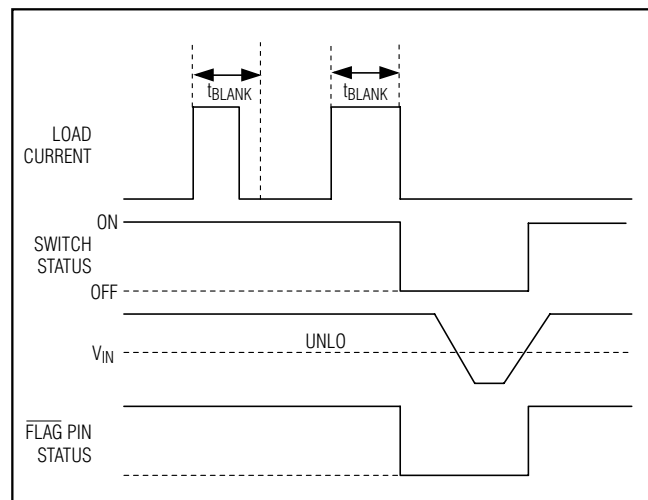 tBLANK
tBLANK
LOAD
CURRENT
ON
SWITCH
STATUS
OFF
UNLO
VIN
FLAG PIN
STATUS